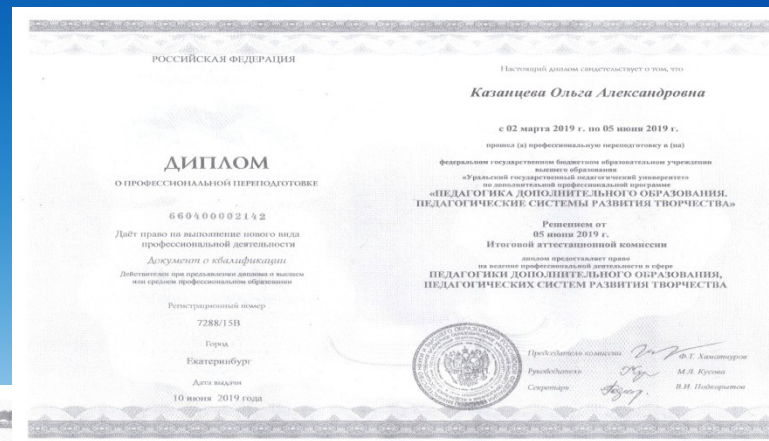 РОССИЙСКАЯ ФЕДЕРАЦИЯ
ДИПЛОМ
О ПРОФЕССИОНАЛЬНОЙ ПЕРЕПОДГОТОВКЕ
660400002142
Даёт право на выполнение нового вида
профессиональной деятельности
Документ о квалификации
Действителен при предъявлении диплома о высшем
или среднем профессиональном образовании
Регистрационный номер
7288/15В
Город
Екатеринбург
Дата выдачи
10 июня 2019 года
Настоящий диплом свидетельствует о том, что
Казанцева Ольга Александровна
с 02 марта 2019 г. по 05 июня 2019 г.
прошел (а) профессиональную переподготовку в (на)
федеральном государственном бюджетном образовательном учреждении
высшего образования
«Уральский государственный педагогический университет»
по дополнительной профессиональной программе
«ПЕДАГОГИКА ДОПОЛНИТЕЛЬНОГО ОБРАЗОВАНИЯ.
ПЕДАГОГИЧЕСКИЕ СИСТЕМЫ РАЗВИТИЯ ТВОРЧЕСТВА»
Решением от
05 июня 2019 г.
Итоговой аттестационной комиссии
диплом предоставляет право
на ведение профессиональной деятельности в сфере
ПЕДАГОГИКИ ДОПОЛНИТЕЛЬНОГО ОБРАЗОВАНИЯ,
ПЕДАГОГИЧЕСКИХ СИСТЕМ РАЗВИТИЯ ТВОРЧЕСТВА
Председатель комиссии Ф.Т. Хаматнуров
Руководитель М.Л. Кусова
Секретарь В.И. Подкорытов